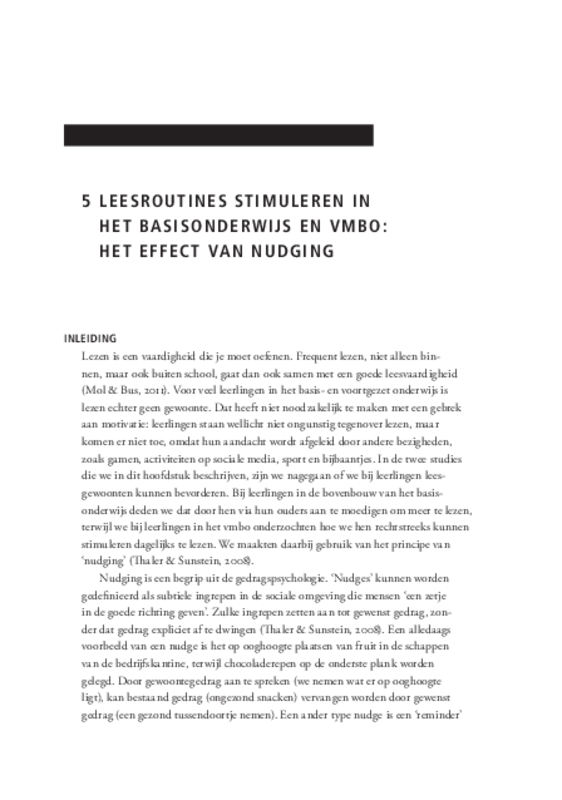 5 LEESROUTINES STIMULEREN IN
HET BASISONDERWIJS EN VMBO:
HET EFFECT VAN NUDGING
INLEIDING
Lezen is een vaardigheid die je moet oefenen. Frequent lezen, niet alleen bin-
nen, maar ook buiten school, gaat dan ook samen met een goede leesvaardigheid
(Mol & Bus, 2011). Voor veel leerlingen in het basis- en voortgezet onderwijs is
lezen echter geen gewoonte. Dat heeft niet noodzakelijk te maken met een gebrek
aan motivatie: leerlingen staan wellicht niet ongunstig tegenover lezen, maar
komen er niet toe, omdat hun aandacht wordt afgeleid door andere bezigheden,
zoals gamen, activiteiten op sociale media, sport en bijbaantjes. In de twee studies
die we in dit hoofdstuk beschrijven, zijn we nagegaan of we bij leerlingen lees-
gewoonten kunnen bevorderen. Bij leerlingen in de bovenbouw van het basis-
onderwijs deden we dat door hen via hun ouders aan te moedigen om meer te lezen,
terwijl we bij leerlingen in het vmbo onderzochten hoe we hen rechtstreeks kunnen
stimuleren dagelijks te lezen. We maakten daarbij gebruik van het principe van
‘nudging’ (Thaler & Sunstein, 2008).
Nudging is een begrip uit de gedragspsychologie. ‘Nudges’ kunnen worden
gedefinieerd als subtiele ingrepen in de sociale omgeving die mensen ‘een zetje
in de goede richting geven’. Zulke ingrepen zetten aan tot gewenst gedrag, zon-
der dat gedrag expliciet af te dwingen (Thaler & Sunstein, 2008). Een alledaags
voorbeeld van een nudge is het op ooghoogte plaatsen van fruit in de schappen
van de bedrijfskantine, terwijl chocoladerepen op de onderste plank worden
gelegd. Door gewoontegedrag aan te spreken (we nemen wat er op ooghoogte
ligt), kan bestaand gedrag (ongezond snacken) vervangen worden door gewenst
gedrag (een gezond tussendoortje nemen). Een ander type nudge is een ‘reminder’